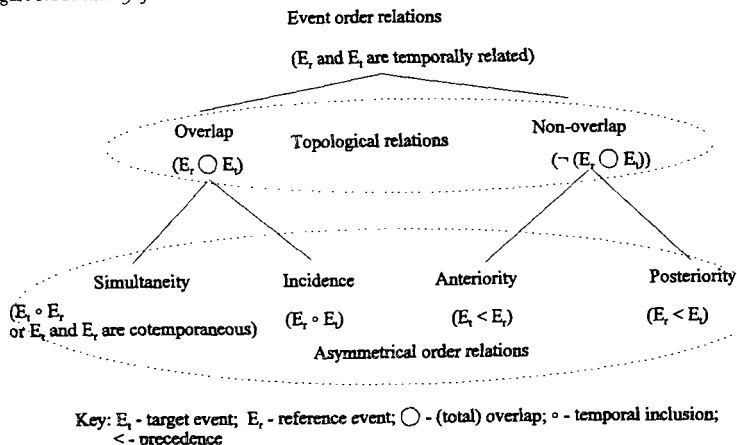 Event order relations
(Eᵣ and Eₜ are temporally related)
Overlap
Topological relations
Non-overlap
(Eᵣ ◯ Eₜ)
(¬ (Eᵣ ◯ Eₜ))
Simultaneity
Incidence
Anteriority
Posteriority
(Eₜ ∘ Eᵣ
or Eₜ and Eᵣ are cotemporaneous)
(Eᵣ ∘ Eₜ)
(Eₜ < Eᵣ)
(Eᵣ < Eₜ)
Asymmetrical order relations
Key: Eₜ - target event; Eᵣ - reference event; ◯ - (total) overlap; ∘ - temporal inclusion;
< - precedence